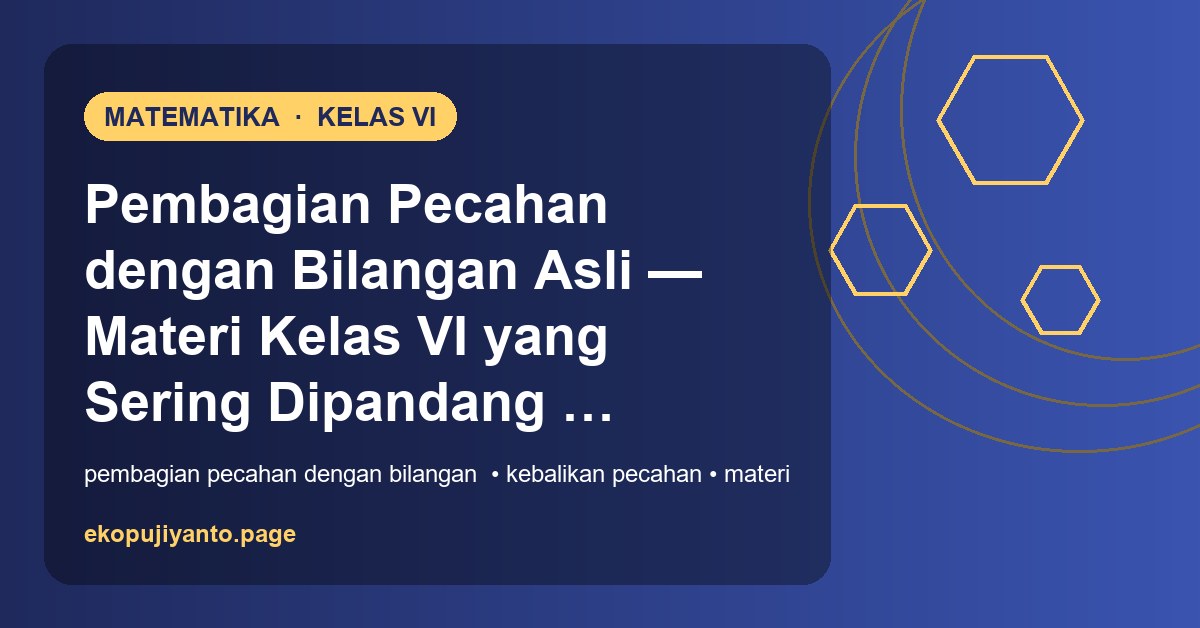 MATEMATIKA · KELAS VI
Pembagian Pecahan
dengan Bilangan Asli —
Materi Kelas VI yang
Sering Dipandang …
pembagian pecahan dengan bilangan • kebalikan pecahan • materi
ekopujiyanto.page